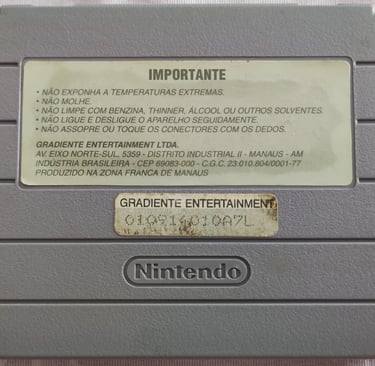 IMPORTANTE
• NÃO EXPONHA A TEMPERATURAS EXTREMAS.
• NÃO MOLHE.
• NÃO LIMPE COM BENZINA, THINNER, ÁLCOOL OU OUTROS SOLVENTES.
• NÃO LIGUE E DESLIGUE O APARELHO SEGUIDAMENTE.
• NÃO ASSOPRE OU TOQUE OS CONECTORES COM OS DEDOS.
GRADIENTE ENTERTAINMENT LTDA.
AV. EIXO NORTE-SUL, 5359 - DISTRITO INDUSTRIAL II - MANAUS - AM
INDÚSTRIA BRASILEIRA - CEP 69083-000 - C.G.C. 23.010.804/0001-77
PRODUZIDO NA ZONA FRANCA DE MANAUS
GRADIENTE ENTERTAINMENT
010916010A7L
Nintendo